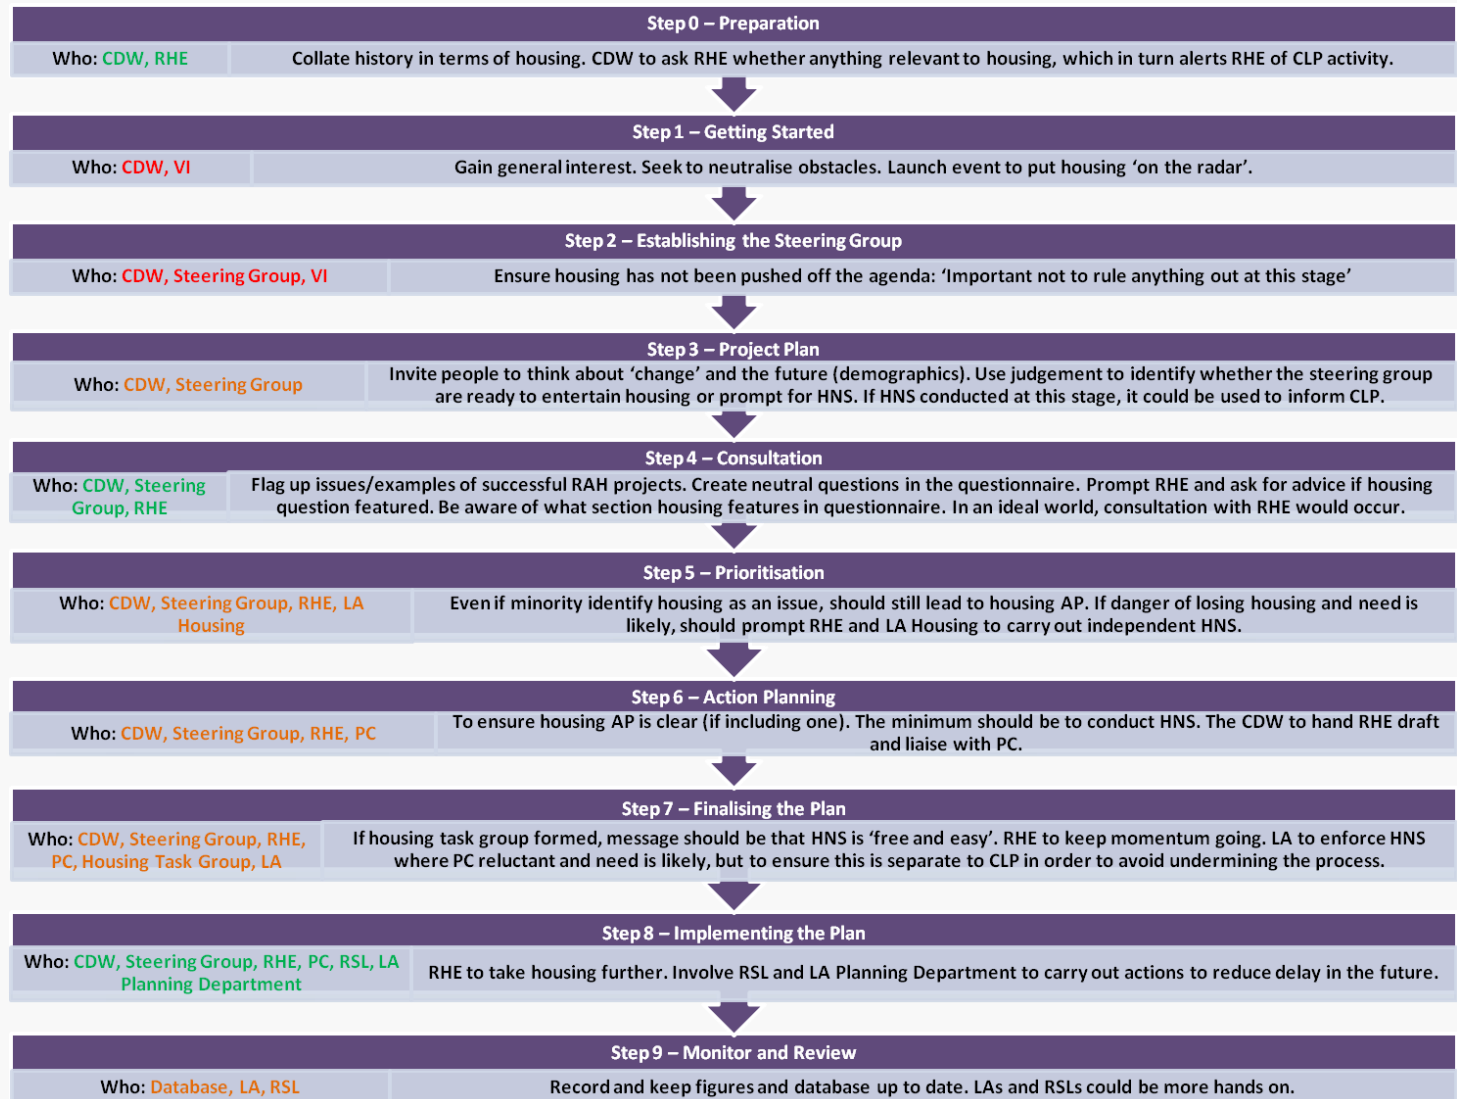 Step 0 – Preparation
Who: CDW, RHE
Collate history in terms of housing. CDW to ask RHE whether anything relevant to housing, which in turn alerts RHE of CLP activity.
Step 1 – Getting Started
Who: CDW, VI
Gain general interest. Seek to neutralise obstacles. Launch event to put housing ‘on the radar’.
Step 2 – Establishing the Steering Group
Who: CDW, Steering Group, VI
Ensure housing has not been pushed off the agenda: ‘Important not to rule anything out at this stage’
Step 3 – Project Plan
Who: CDW, Steering Group
Invite people to think about ‘change’ and the future (demographics). Use judgement to identify whether the steering group
are ready to entertain housing or prompt for HNS. If HNS conducted at this stage, it could be used to inform CLP.
Step 4 – Consultation
Who: CDW, Steering
Group, RHE
Flag up issues/examples of successful RAH projects. Create neutral questions in the questionnaire. Prompt RHE and ask for advice if housing
question featured. Be aware of what section housing features in questionnaire. In an ideal world, consultation with RHE would occur.
Step 5 – Prioritisation
Who: CDW, Steering Group, RHE, LA
Housing
Even if minority identify housing as an issue, should still lead to housing AP. If danger of losing housing and need is
likely, should prompt RHE and LA Housing to carry out independent HNS.
Step 6 – Action Planning
Who: CDW, Steering Group, RHE, PC
To ensure housing AP is clear (if including one). The minimum should be to conduct HNS. The CDW to hand RHE draft
and liaise with PC.
Step 7 – Finalising the Plan
Who: CDW, Steering Group, RHE,
PC, Housing Task Group, LA
If housing task group formed, message should be that HNS is ‘free and easy’. RHE to keep momentum going. LA to enforce HNS
where PC reluctant and need is likely, but to ensure this is separate to CLP in order to avoid undermining the process.
Step 8 – Implementing the Plan
Who: CDW, Steering Group, RHE, PC, RSL, LA
Planning Department
RHE to take housing further. Involve RSL and LA Planning Department to carry out actions to reduce delay in the future.
Step 9 – Monitor and Review
Who: Database, LA, RSL
Record and keep figures and database up to date. LAs and RSLs could be more hands on.